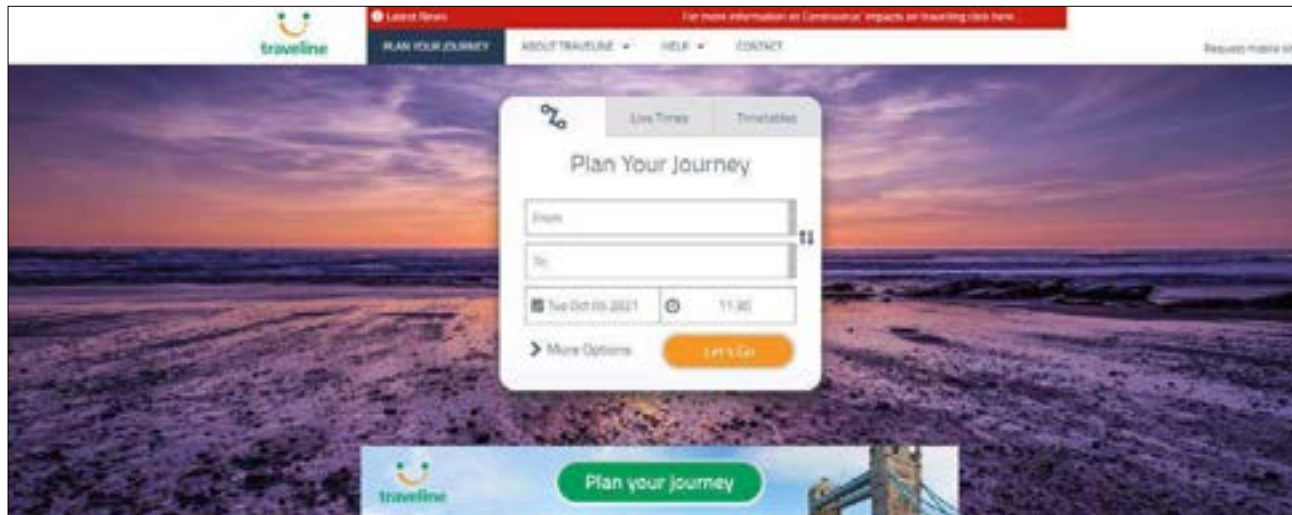 Latest News
For more information on Coronavirus' impacts on travelling click here.
traveline
PLAN YOUR JOURNEY
ABOUT TRAVELINE
HELP
CONTACT
Request mobile
Live Times
Timetables
Plan Your Journey
From
To
Tue Oct 05 2021
11:30
More Options
Let's Go
traveline
Plan your journey